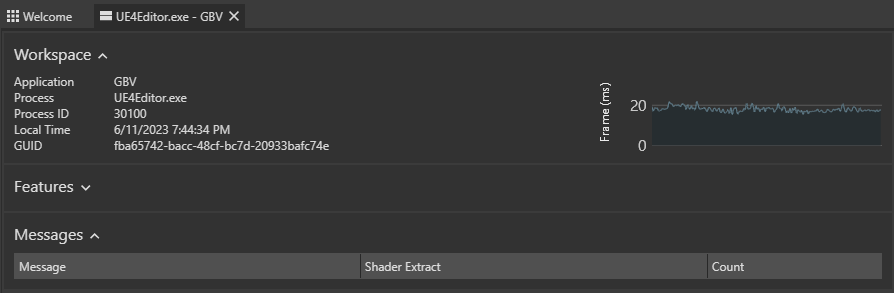 Welcome
UE4Editor.exe - GBV
Workspace
Application GBV
Process UE4Editor.exe
Process ID 30100
Local Time 6/11/2023 7:44:34 PM
GUID fba65742-bacc-48cf-bc7d-20933bafc74e
Frame (ms)
20
0
Features
Messages
Message Shader Extract Count